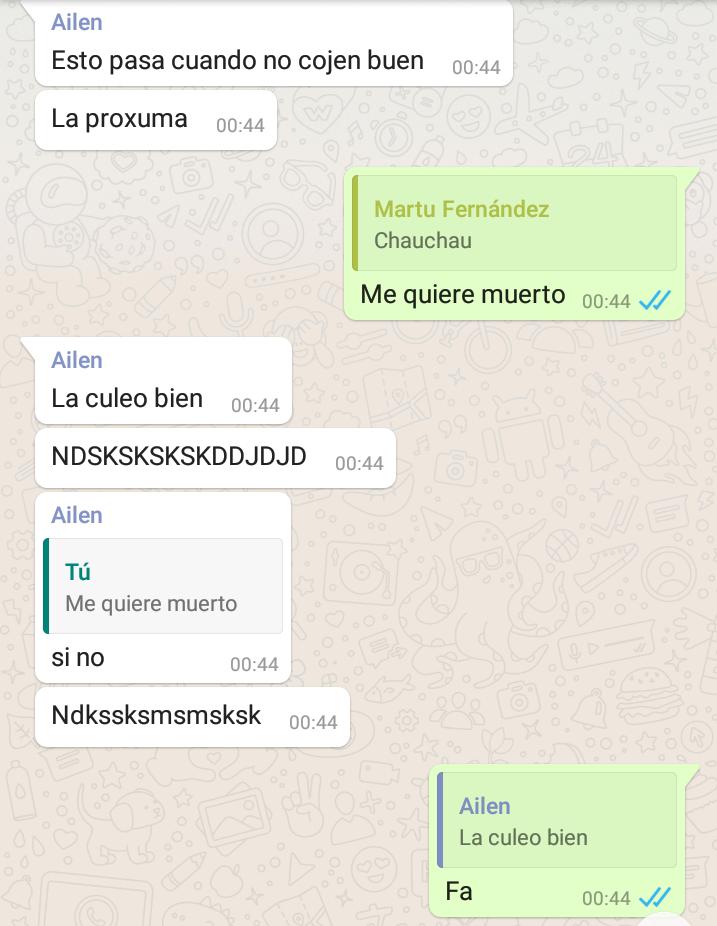 Ailen
Esto pasa cuando no cojen buen 00:44
La proxuma 00:44
Martu Fernández
Chauchau
Me quiere muerto 00:44
Ailen
La culeo bien 00:44
NDSKSKSKSKDDJDJD 00:44
Ailen
Tú
Me quiere muerto
si no 00:44
Ndkssksmsmsksk 00:44
Ailen
La culeo bien
Fa 00:44